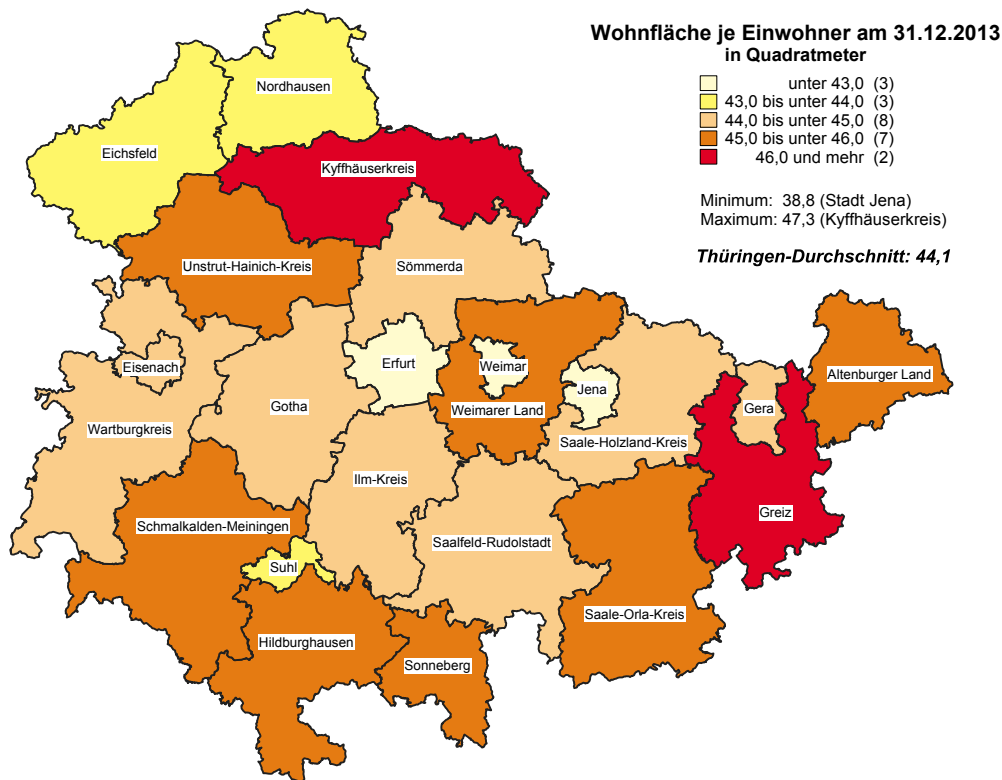 Wohnfläche je Einwohner am 31.12.2013
in Quadratmeter
unter 43,0 (3)
43,0 bis unter 44,0 (3)
44,0 bis unter 45,0 (8)
45,0 bis unter 46,0 (7)
46,0 und mehr (2)
Minimum: 38,8 (Stadt Jena)
Maximum: 47,3 (Kyffhäuserkreis)
Thüringen-Durchschnitt: 44,1
Nordhausen
Eichsfeld
Kyffhäuserkreis
Unstrut-Hainich-Kreis
Sömmerda
Eisenach
Erfurt
Weimar
Jena
Altenburger Land
Gotha
Weimarer Land
Gera
Wartburgkreis
Saale-Holzland-Kreis
Ilm-Kreis
Greiz
Schmalkalden-Meiningen
Saalfeld-Rudolstadt
Suhl
Saale-Orla-Kreis
Hildburghausen
Sonneberg